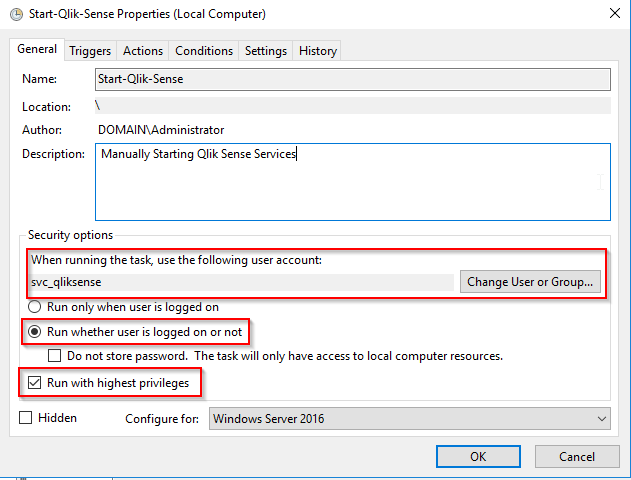 Start-Qlik-Sense Properties (Local Computer)
General Triggers Actions Conditions Settings History
Name: Start-Qlik-Sense
Location: \
Author: DOMAIN\Administrator
Description: Manually Starting Qlik Sense Services
Security options
When running the task, use the following user account:
svc_qliksense Change User or Group...
Run only when user is logged on
Run whether user is logged on or not
Do not store password. The task will only have access to local computer resources.
Run with highest privileges
Hidden Configure for: Windows Server 2016
OK Cancel